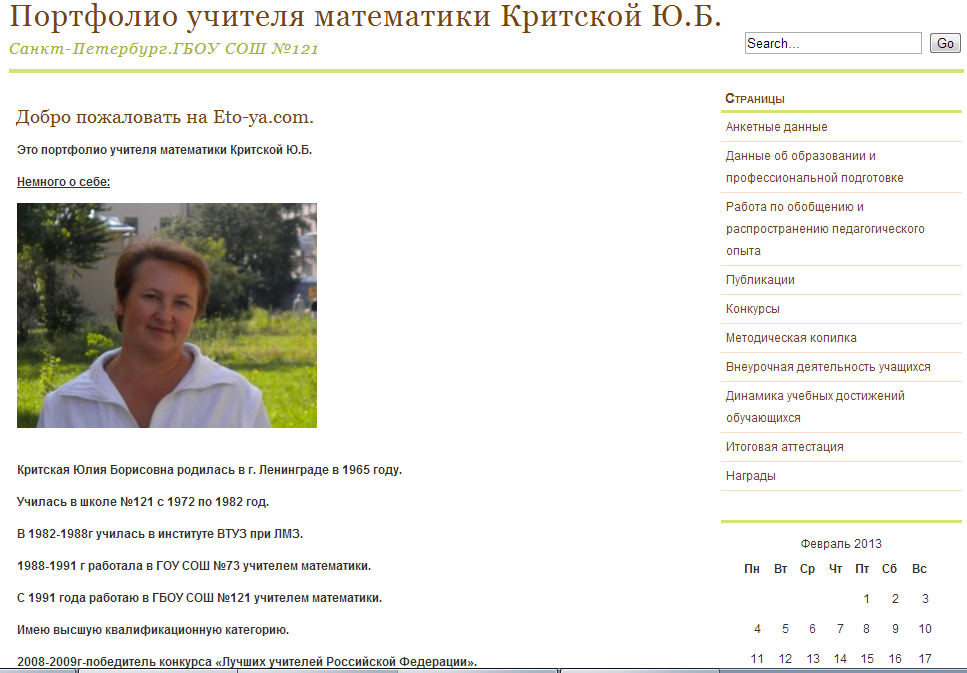 Портфолио учителя математики Критской Ю.Б.
Санкт-Петербург.ГБОУ СОШ №121
Search...
Go
Добро пожаловать на Eto-ya.com.
Это портфолио учителя математики Критской Ю.Б.
Немного о себе:
Критская Юлия Борисовна родилась в г. Ленинграде в 1965 году.
Училась в школе №121 с 1972 по 1982 год.
В 1982-1988г училась в институте ВТУЗ при ЛМЗ.
1988-1991 г работала в ГОУ СОШ №73 учителем математики.
С 1991 года работаю в ГБОУ СОШ №121 учителем математики.
Имею высшую квалификационную категорию.
2008-2009г-победитель конкурса «Лучших учителей Российской Федерации».
Страницы
Анкетные данные
Данные об образовании и
профессиональной подготовке
Работа по обобщению и
распространению педагогического
опыта
Публикации
Конкурсы
Методическая копилка
Внеурочная деятельность учащихся
Динамика учебных достижений
обучающихся
Итоговая аттестация
Награды
Февраль 2013
Пн Вт Ср Чт Пт Сб Вс
1 2 3
4 5 6 7 8 9 10
11 12 13 14 15 16 17